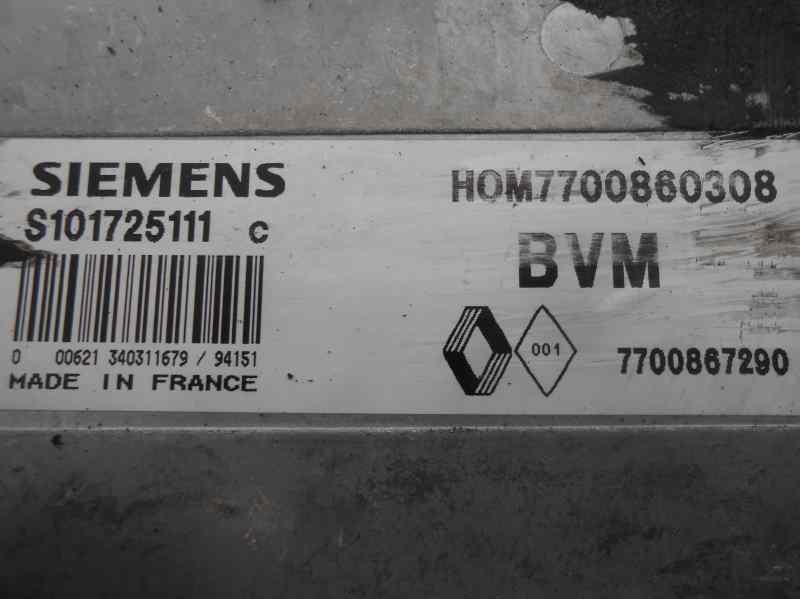 SIEMENS
S101725111 C
0 00621 340311679 / 94151
MADE IN FRANCE
HOM7700860308
BVM
001
7700867290